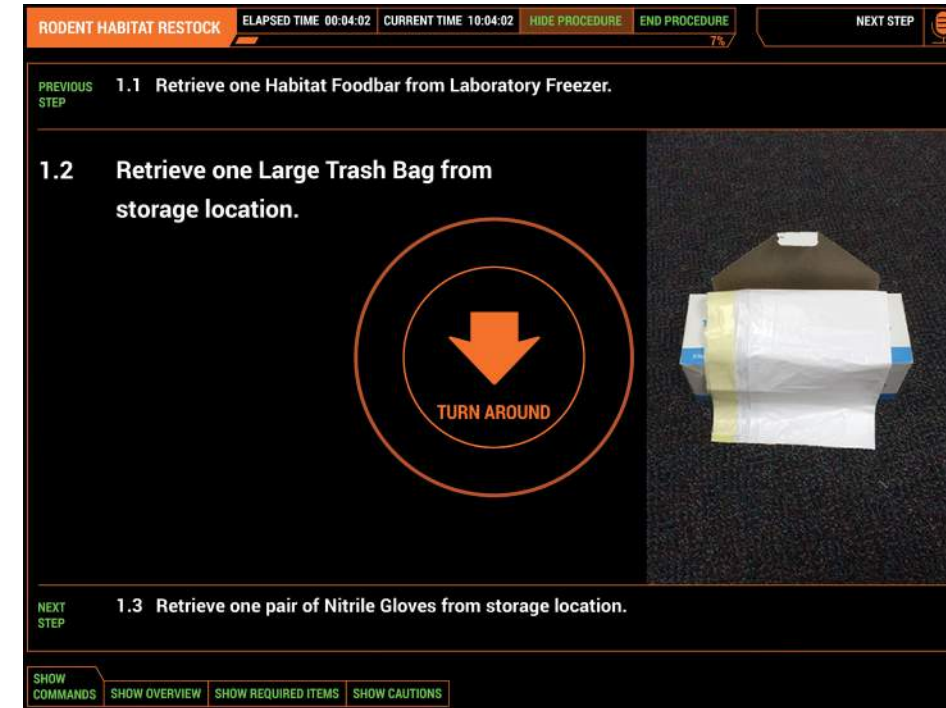 RODENT HABITAT RESTOCK
ELAPSED TIME 00:04:02
CURRENT TIME 10:04:02
HIDE PROCEDURE
END PROCEDURE
7%
NEXT STEP
PREVIOUS
STEP
1.1 Retrieve one Habitat Foodbar from Laboratory Freezer.
1.2 Retrieve one Large Trash Bag from
storage location.
TURN AROUND
NEXT
STEP
1.3 Retrieve one pair of Nitrile Gloves from storage location.
SHOW
COMMANDS
SHOW OVERVIEW
SHOW REQUIRED ITEMS
SHOW CAUTIONS